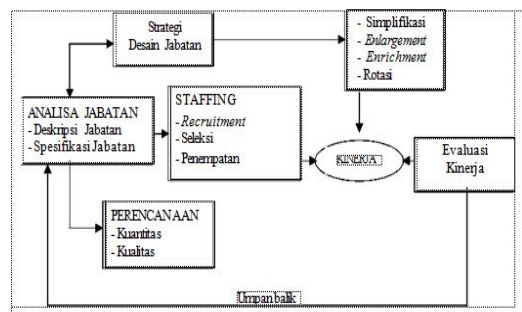 Strategi
Desain Jabatan
- Simplifikasi
- Enlargement
- Enrichment
- Rotasi
ANALISA JABATAN
- Deskripsi Jabatan
- Spesifikasi Jabatan
STAFFING
- Recruitment
- Seleksi
- Penempatan
KINERJA
Evaluasi
Kinerja
PERENCANAAN
- Kuantitas
- Kualitas
Umpan balik